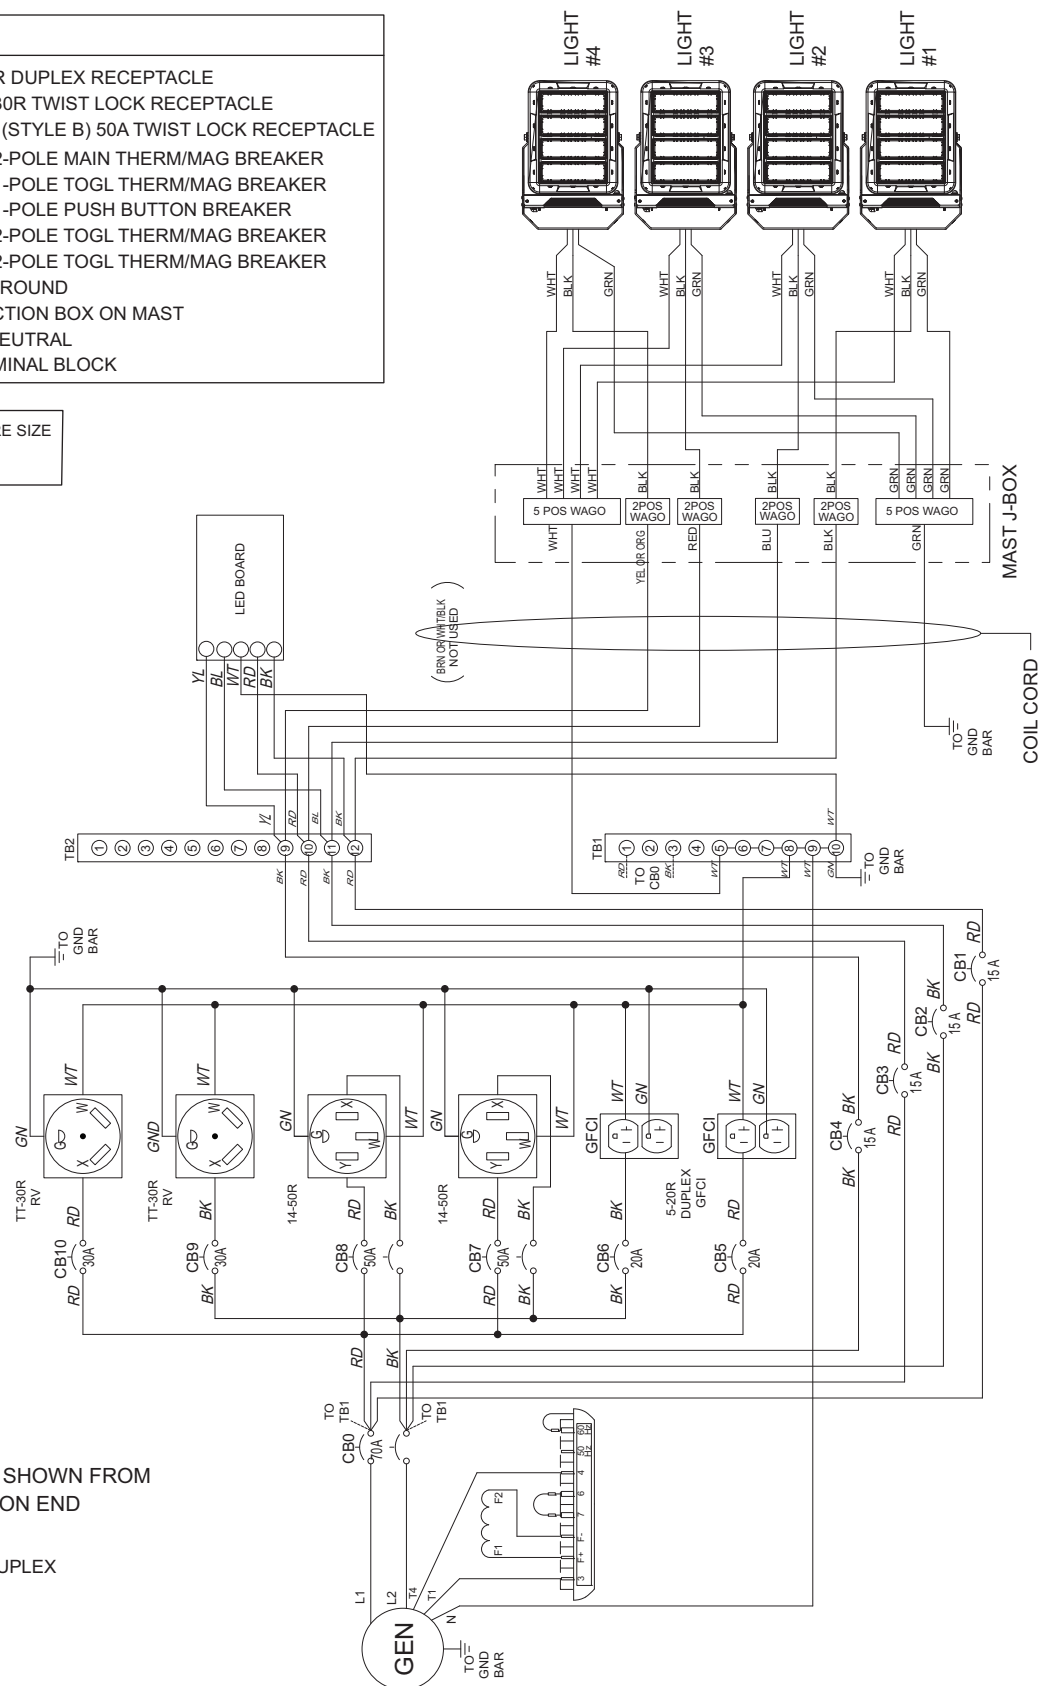 R DUPLEX RECEPTACLE
30R TWIST LOCK RECEPTACLE
(STYLE B) 50A TWIST LOCK RECEPTACLE
2-POLE MAIN THERM/MAG BREAKER
-POLE TOGL THERM/MAG BREAKER
-POLE PUSH BUTTON BREAKER
2-POLE TOGL THERM/MAG BREAKER
2-POLE TOGL THERM/MAG BREAKER
ROUND
CTION BOX ON MAST
EUTRAL
MINAL BLOCK
E SIZE
LIGHT
#4
LIGHT
#3
LIGHT
#2
LIGHT
#1
WHT
BLK
GRN
WHT
BLK
GRN
WHT
BLK
GRN
WHT
BLK
GRN
WHT
WHT
WHT
WHT
BLK
BLK
BLK
BLK
GRN
GRN
GRN
GRN
5 POS WAGO
2POS
WAGO
2POS
WAGO
2POS
WAGO
2POS
WAGO
5 POS WAGO
WHT
YEL OR ORG
RED
BLU
BLK
GRN
MAST J-BOX
(BRN OR WHT/BLK
NOT USED)
COIL CORD
TO
GND
BAR
LED BOARD
YL
BL
WT
RD
BK
TB2
1
2
3
4
5
6
7
8
9
10
11
12
YL
RD
BL
BK
BK
RD
BK
RD
TB1
1
2
3
4
5
6
7
8
9
10
WT
RD
TO
CB0
BK
WT
WT
WT
GN
TO
GND
BAR
TO
GND
BAR
GN
WT
G
W
X
TT-30R
RV
GND
WT
G
W
X
TT-30R
RV
GN
WT
G
X
Y
W
14-50R
GN
WT
G
X
Y
W
14-50R
GFCI
WT
GN
5-20R
DUPLEX
GFCI
GFCI
WT
GN
RD
CB10
30A
RD
BK
CB9
30A
BK
RD
BK
CB8
50A
RD
BK
CB7
50A
RD
BK
BK
CB6
20A
BK
RD
CB5
20A
RD
BK
CB4
15A
BK
RD
CB3
15A
RD
BK
CB2
15A
BK
RD
CB1
15A
RD
RD
BK
TO
TB1
TO
TB1
CB0
70A
SHOWN FROM
ON END
UPLEX
L1
L2
T4
T1
N
GEN
TO
GND
BAR
F1
F2
3
F+
F-
7
6
4
50
HZ
60
HZ